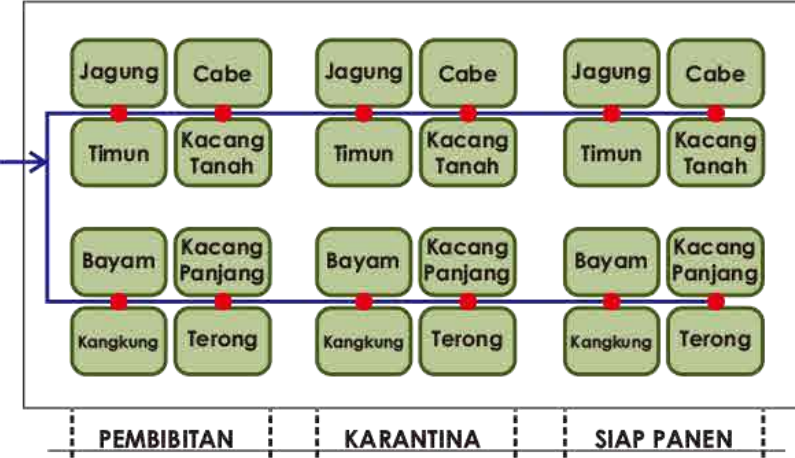 Jagung Cabe Jagung Cabe Jagung Cabe
Timun Kacang Tanah Timun Kacang Tanah Timun Kacang Tanah
Bayam Kacang Panjang Bayam Kacang Panjang Bayam Kacang Panjang
Kangkung Terong Kangkung Terong Kangkung Terong
PEMBIBITAN KARANTINA SIAP PANEN